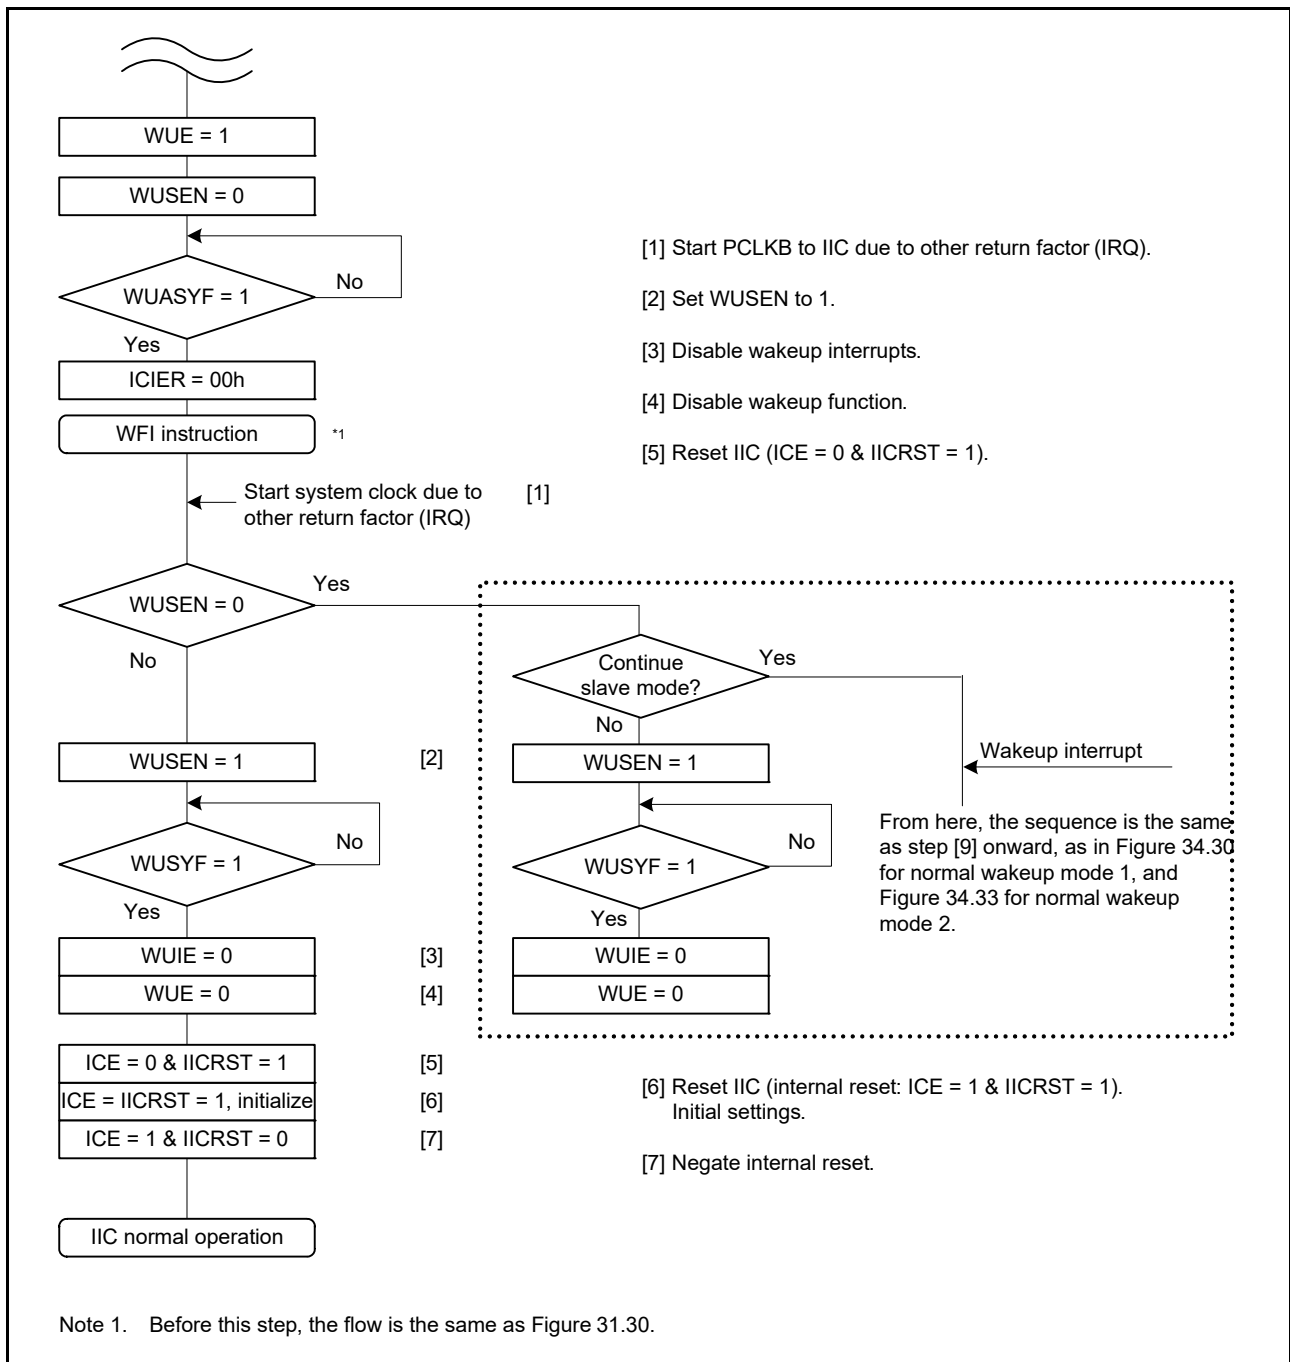 WUE = 1
WUSEN = 0
WUASYF = 1
No
Yes
ICIER = 00h
WFI instruction
*1
[1] Start PCLKB to IIC due to other return factor (IRQ).
[2] Set WUSEN to 1.
[3] Disable wakeup interrupts.
[4] Disable wakeup function.
[5] Reset IIC (ICE = 0 & IICRST = 1).
Start system clock due to
other return factor (IRQ)
[1]
WUSEN = 0
Yes
No
Continue
slave mode?
Yes
No
Wakeup interrupt
From here, the sequence is the same
as step [9] onward, as in Figure 34.30
for normal wakeup mode 1, and
Figure 34.33 for normal wakeup
mode 2.
WUSEN = 1
[2]
WUSEN = 1
WUSYF = 1
No
Yes
WUSYF = 1
No
Yes
WUIE = 0
[3]
WUE = 0
[4]
WUIE = 0
WUE = 0
ICE = 0 & IICRST = 1
[5]
ICE = IICRST = 1, initialize
[6]
ICE = 1 & IICRST = 0
[7]
[6] Reset IIC (internal reset: ICE = 1 & IICRST = 1).
Initial settings.
[7] Negate internal reset.
IIC normal operation
Note 1. Before this step, the flow is the same as Figure 31.30.